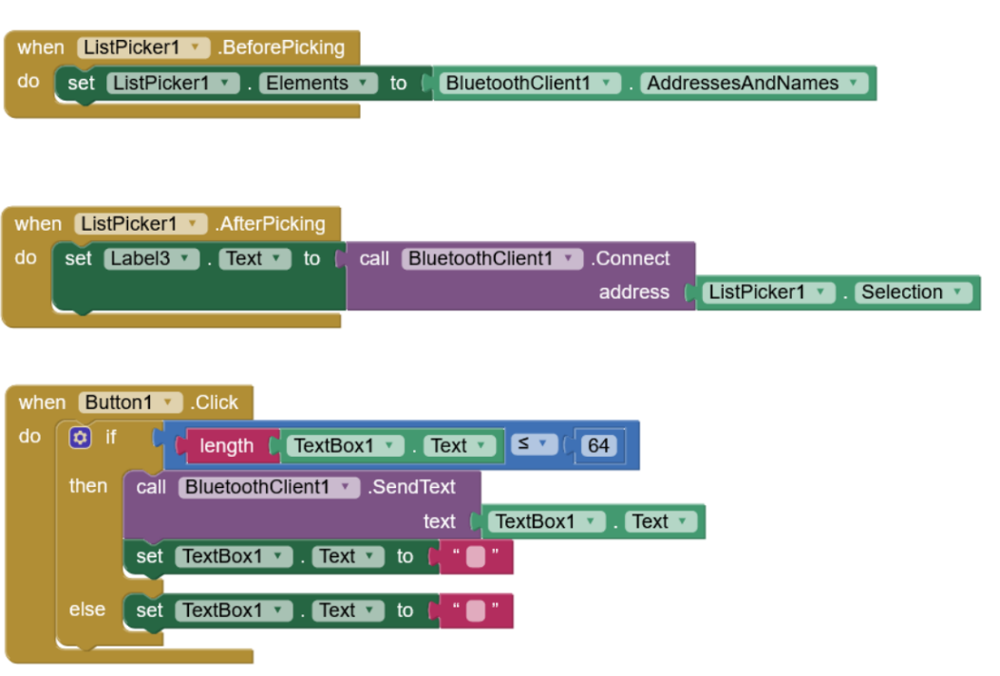 when ListPicker1 .BeforePicking
do set ListPicker1 . Elements to BluetoothClient1 . AddressesAndNames
when ListPicker1 .AfterPicking
do set Label3 . Text to call BluetoothClient1 .Connect
address ListPicker1 . Selection
when Button1 .Click
do if length TextBox1 . Text ≤ 64
then call BluetoothClient1 .SendText
text TextBox1 . Text
set TextBox1 . Text to “ ”
else set TextBox1 . Text to “ ”